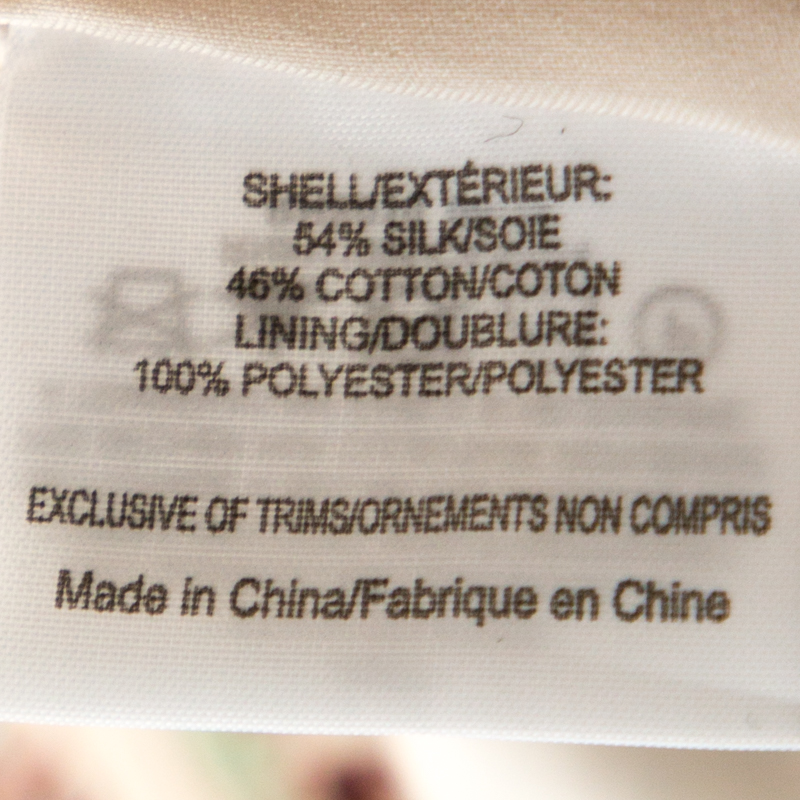 SHELL/EXTÉRIEUR:
54% SILK/SOIE
46% COTTON/COTON
LINING/DOUBLURE:
100% POLYESTER/POLYESTER
EXCLUSIVE OF TRIMS/ORNEMENTS NON COMPRIS
Made in China/Fabrique en Chine